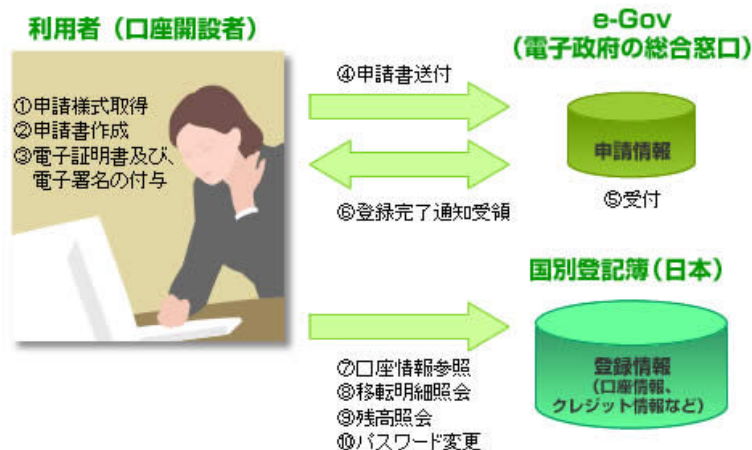 利用者（口座開設者）
①申請様式取得
②申請書作成
③電子証明書及び、
電子署名の付与
④申請書送付
⑥登録完了通知受領
e-Gov
（電子政府の総合窓口）
申請情報
⑤受付
国別登記簿（日本）
⑦口座情報参照
⑧移転明細照会
⑨残高照会
⑩パスワード変更
登録情報
（口座情報、
クレジット情報など）